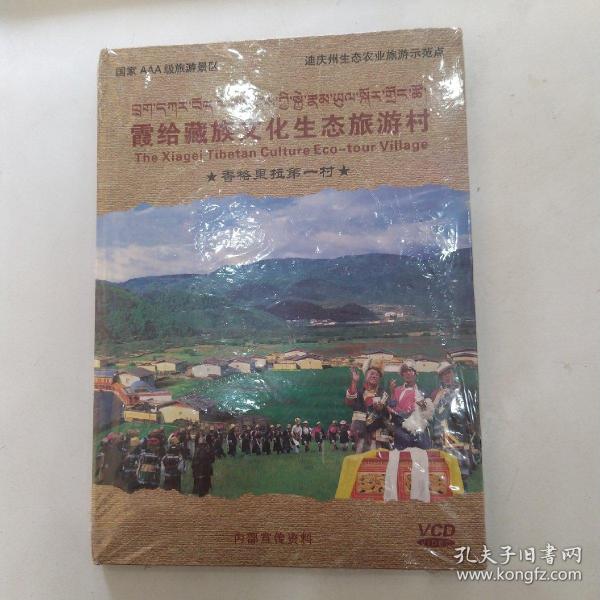 国家 AAA 级旅游景区
迪庆州生态农业旅游示范点
霞给藏族文化生态旅游村
The Xiagei Tibetan Culture Eco-tour Village
★香格里拉第一村★
内部宣传资料
VCD
VIDEO
孔夫子旧书网
www.kongfz.com